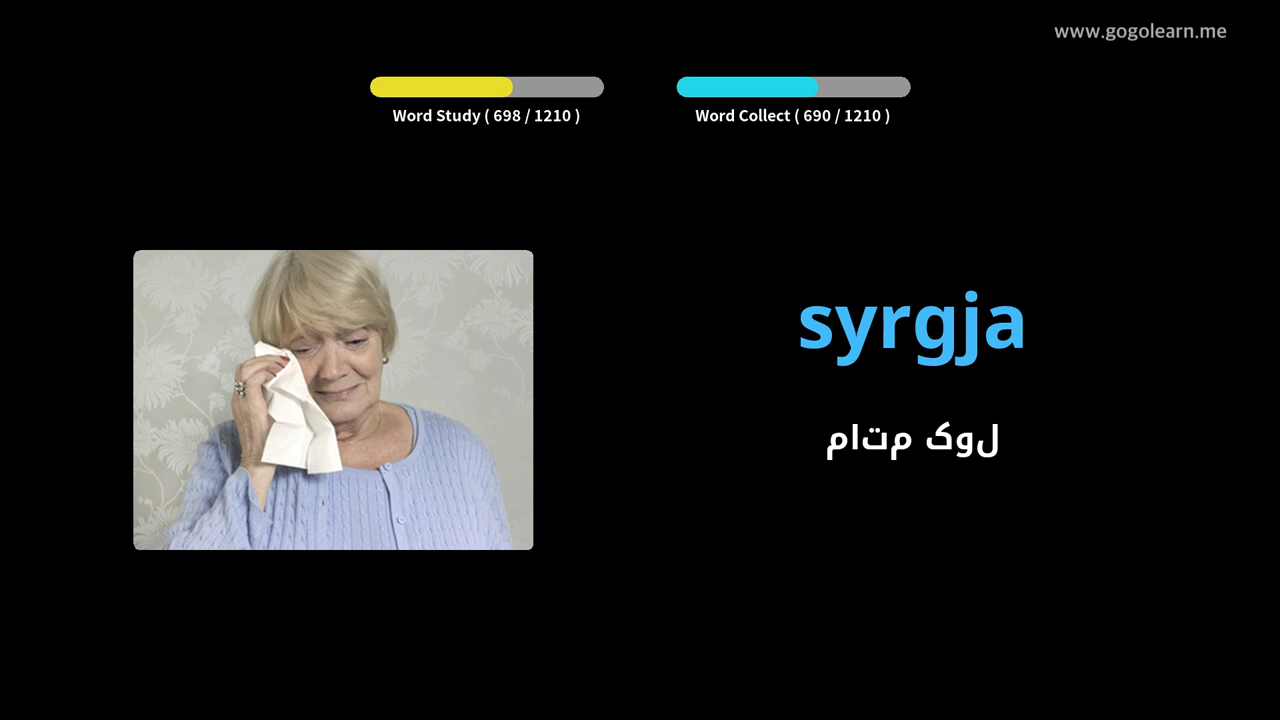 www.gogolearn.me
Word Study ( 698 / 1210 )
Word Collect ( 690 / 1210 )
syrgja
ماتم کول